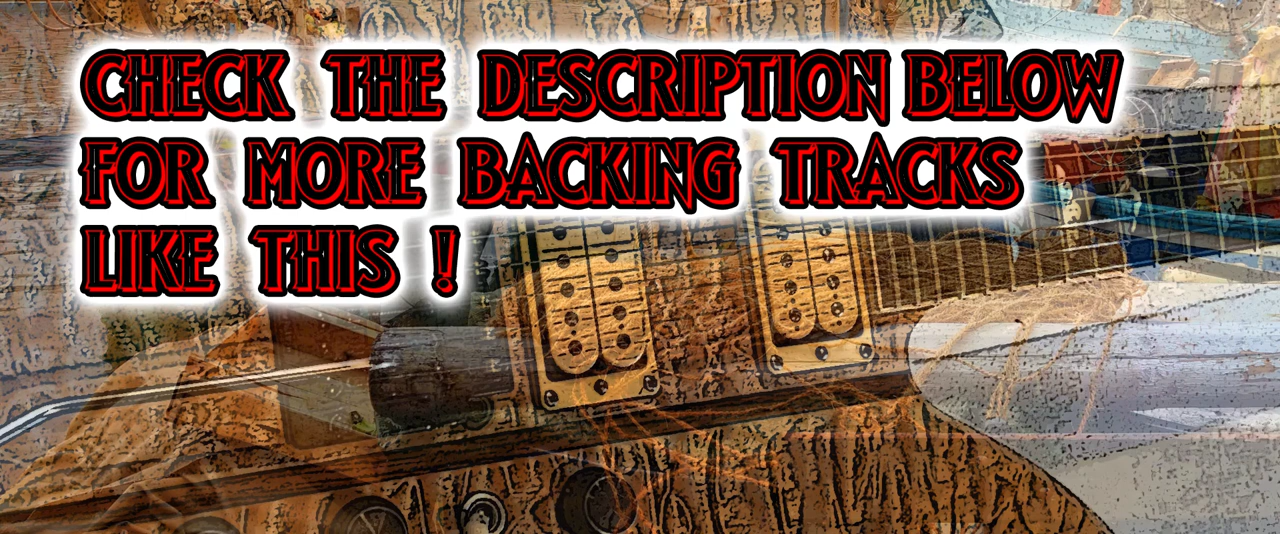 CHECK THE DESCRIPTION BELOW
FOR MORE BACKING TRACKS
LIKE THIS !